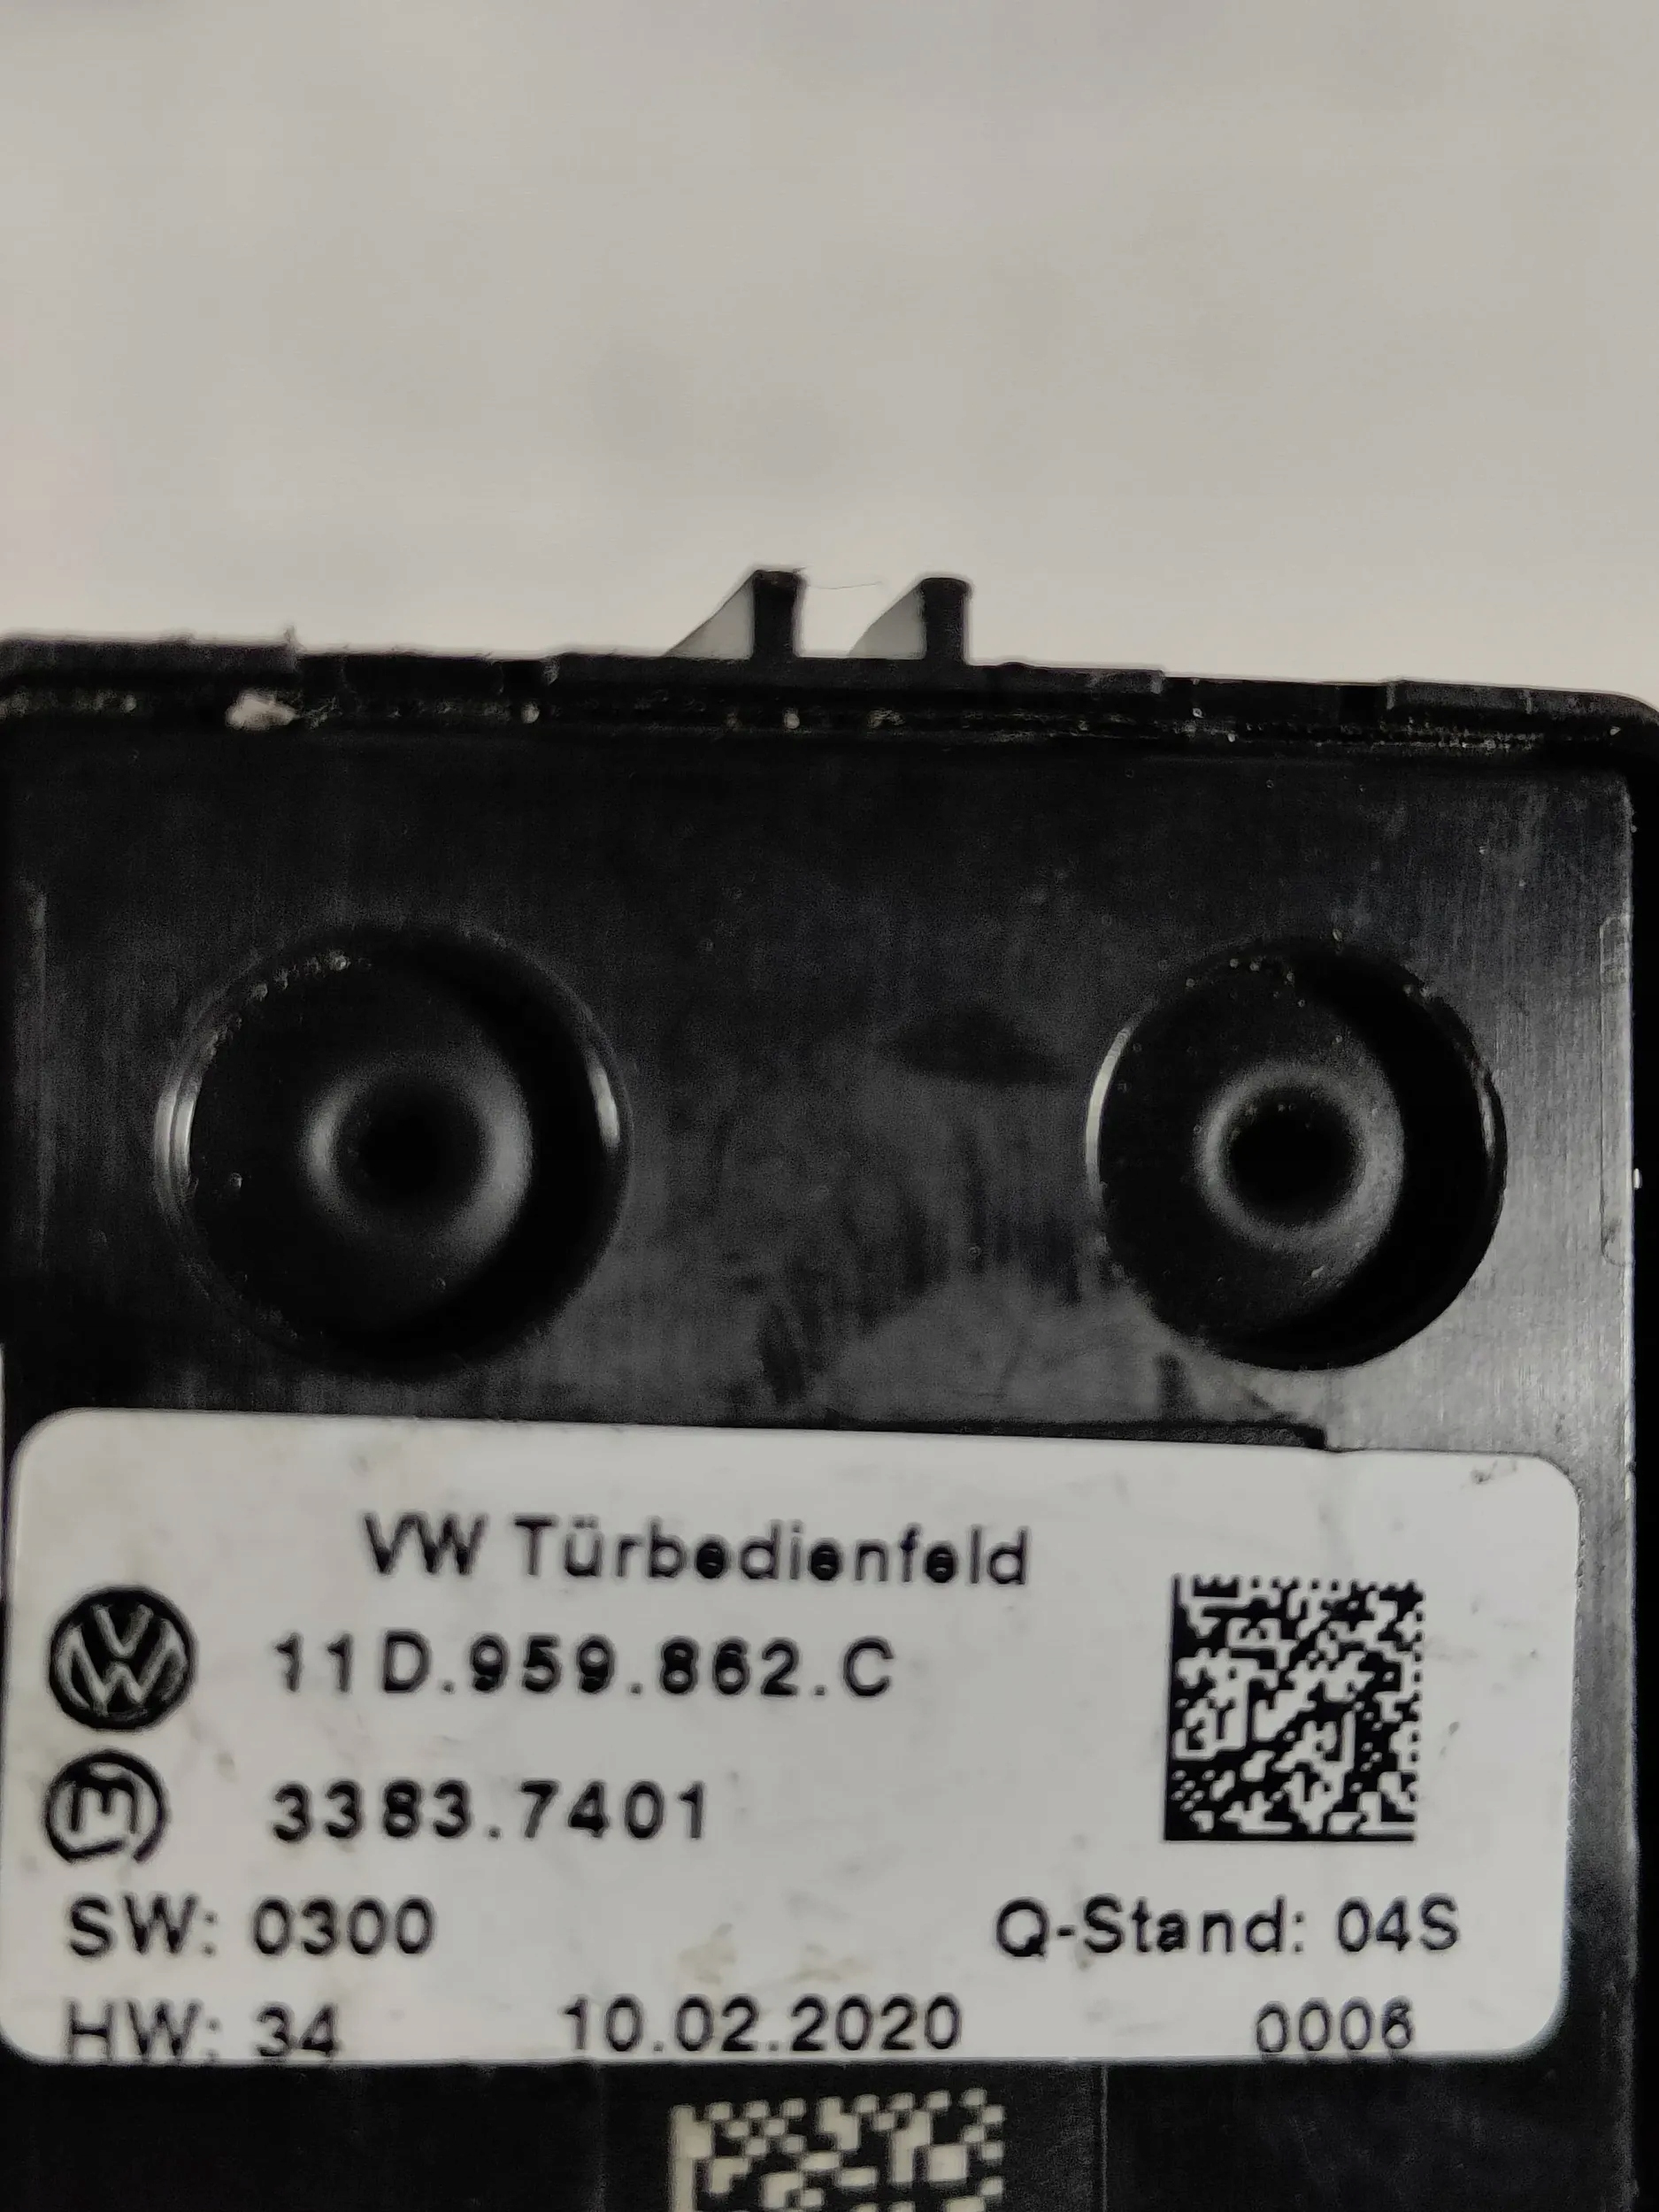 VW Türbedienfeld
11D.959.862.C
3383.7401
SW: 0300
Q-Stand: 04S
HW: 34
10.02.2020
0006